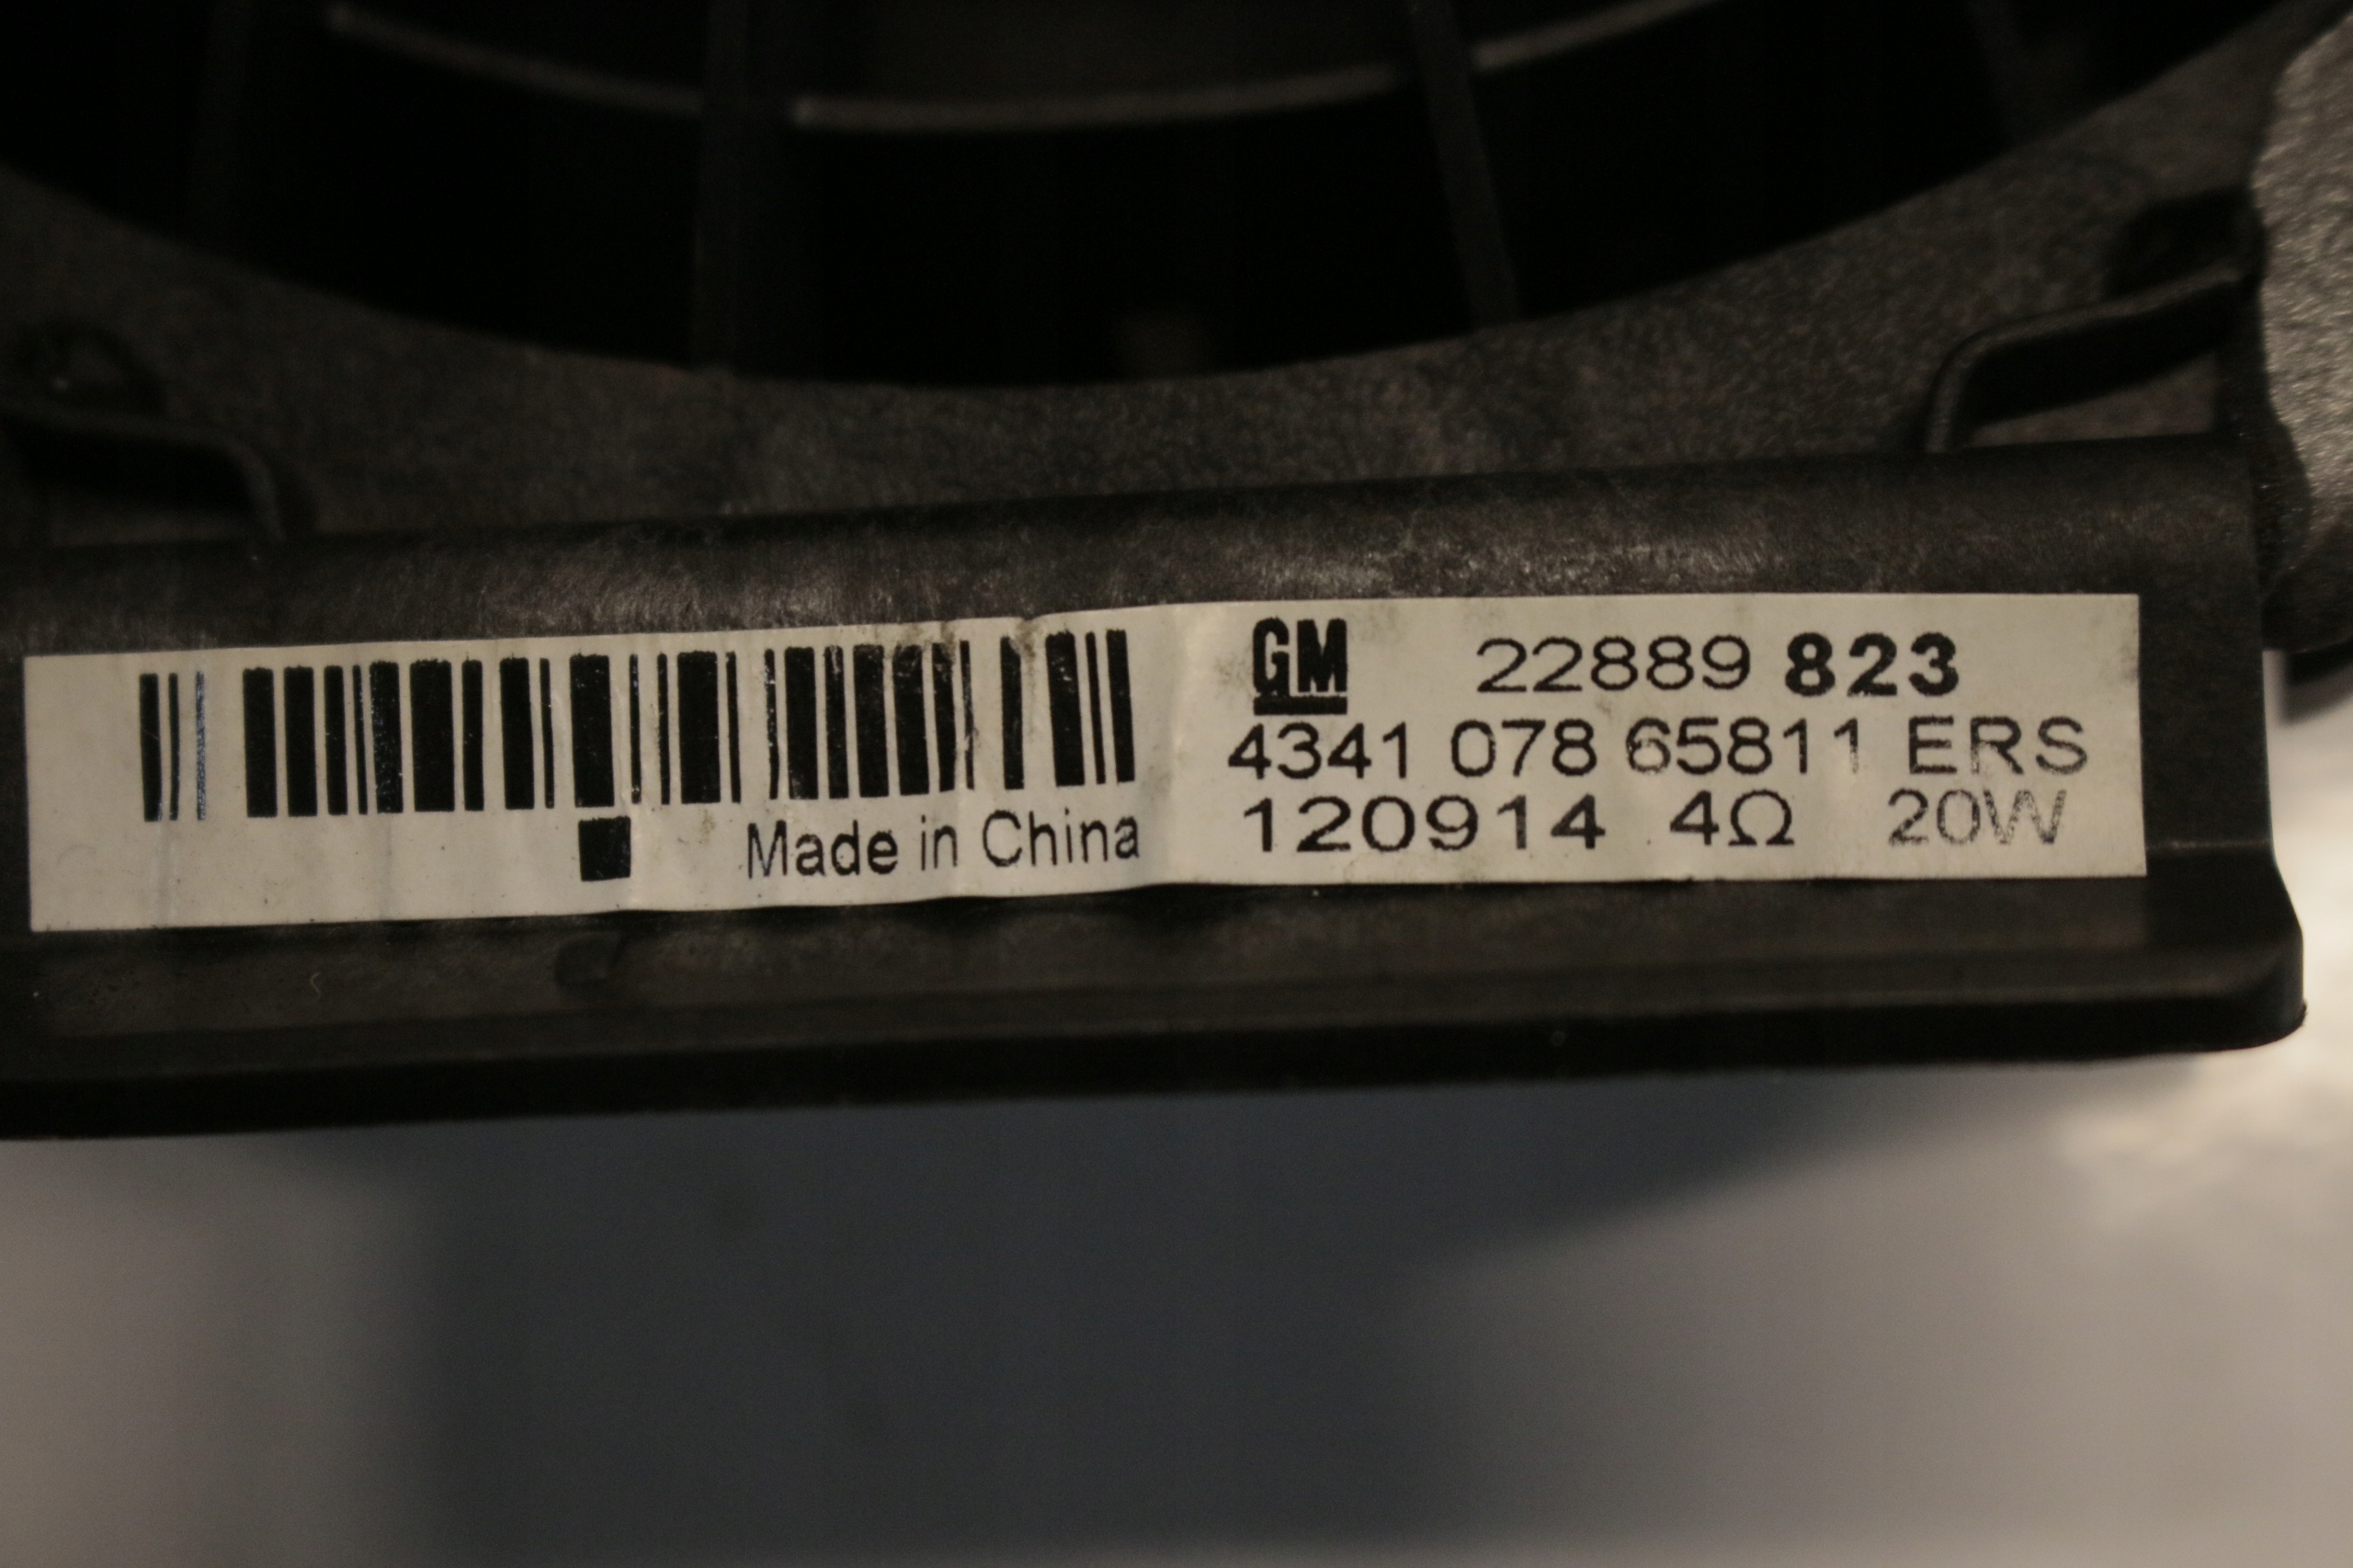 GM 22889 823
4341 078 65811 ERS
120914 4Ω 20W
Made in China